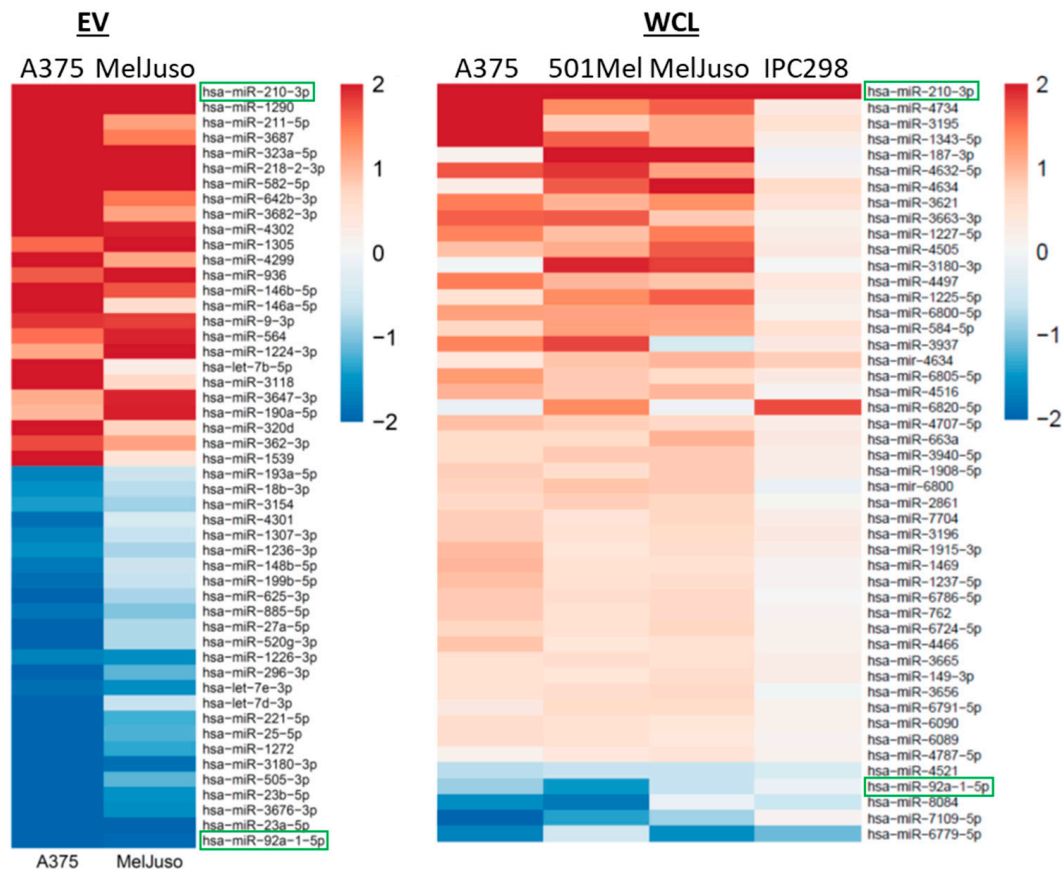 EV
A375 MelJuso
hsa-miR-210-3p
hsa-miR-1290
hsa-miR-211-5p
hsa-miR-3687
hsa-miR-323a-5p
hsa-miR-218-2-3p
hsa-miR-582-5p
hsa-miR-642b-3p
hsa-miR-3682-3p
hsa-miR-4302
hsa-miR-1305
hsa-miR-4299
hsa-miR-936
hsa-miR-146b-5p
hsa-miR-146a-5p
hsa-miR-9-3p
hsa-miR-564
hsa-miR-1224-3p
hsa-let-7b-5p
hsa-miR-3118
hsa-miR-3647-3p
hsa-miR-190a-5p
hsa-miR-320d
hsa-miR-362-3p
hsa-miR-1539
hsa-miR-193a-5p
hsa-miR-18b-3p
hsa-miR-3154
hsa-miR-4301
hsa-miR-1307-3p
hsa-miR-1236-3p
hsa-miR-148b-5p
hsa-miR-199b-5p
hsa-miR-625-3p
hsa-miR-885-5p
hsa-miR-27a-5p
hsa-miR-520g-3p
hsa-miR-1226-3p
hsa-miR-296-3p
hsa-let-7e-3p
hsa-let-7d-3p
hsa-miR-221-5p
hsa-miR-25-5p
hsa-miR-1272
hsa-miR-3180-3p
hsa-miR-505-3p
hsa-miR-23b-5p
hsa-miR-3676-3p
hsa-miR-23a-5p
hsa-miR-92a-1-5p
A375 MelJuso
2
1
0
−1
−2
WCL
A375 501Mel MelJuso IPC298
hsa-miR-210-3p
hsa-miR-4734
hsa-miR-3195
hsa-miR-1343-5p
hsa-miR-187-3p
hsa-miR-4632-5p
hsa-miR-4634
hsa-miR-3621
hsa-miR-3663-3p
hsa-miR-1227-5p
hsa-miR-4505
hsa-miR-3180-3p
hsa-miR-4497
hsa-miR-1225-5p
hsa-miR-6800-5p
hsa-miR-584-5p
hsa-miR-3937
hsa-mir-4634
hsa-miR-6805-5p
hsa-miR-4516
hsa-miR-6820-5p
hsa-miR-4707-5p
hsa-miR-663a
hsa-miR-3940-5p
hsa-miR-1908-5p
hsa-mir-6800
hsa-miR-2861
hsa-miR-7704
hsa-miR-3196
hsa-miR-1915-3p
hsa-miR-1469
hsa-miR-1237-5p
hsa-miR-6786-5p
hsa-miR-762
hsa-miR-6724-5p
hsa-miR-4466
hsa-miR-3665
hsa-miR-149-3p
hsa-miR-3656
hsa-miR-6791-5p
hsa-miR-6090
hsa-miR-6089
hsa-miR-4787-5p
hsa-miR-4521
hsa-miR-92a-1-5p
hsa-miR-8084
hsa-miR-7109-5p
hsa-miR-6779-5p
2
1
0
−1
−2